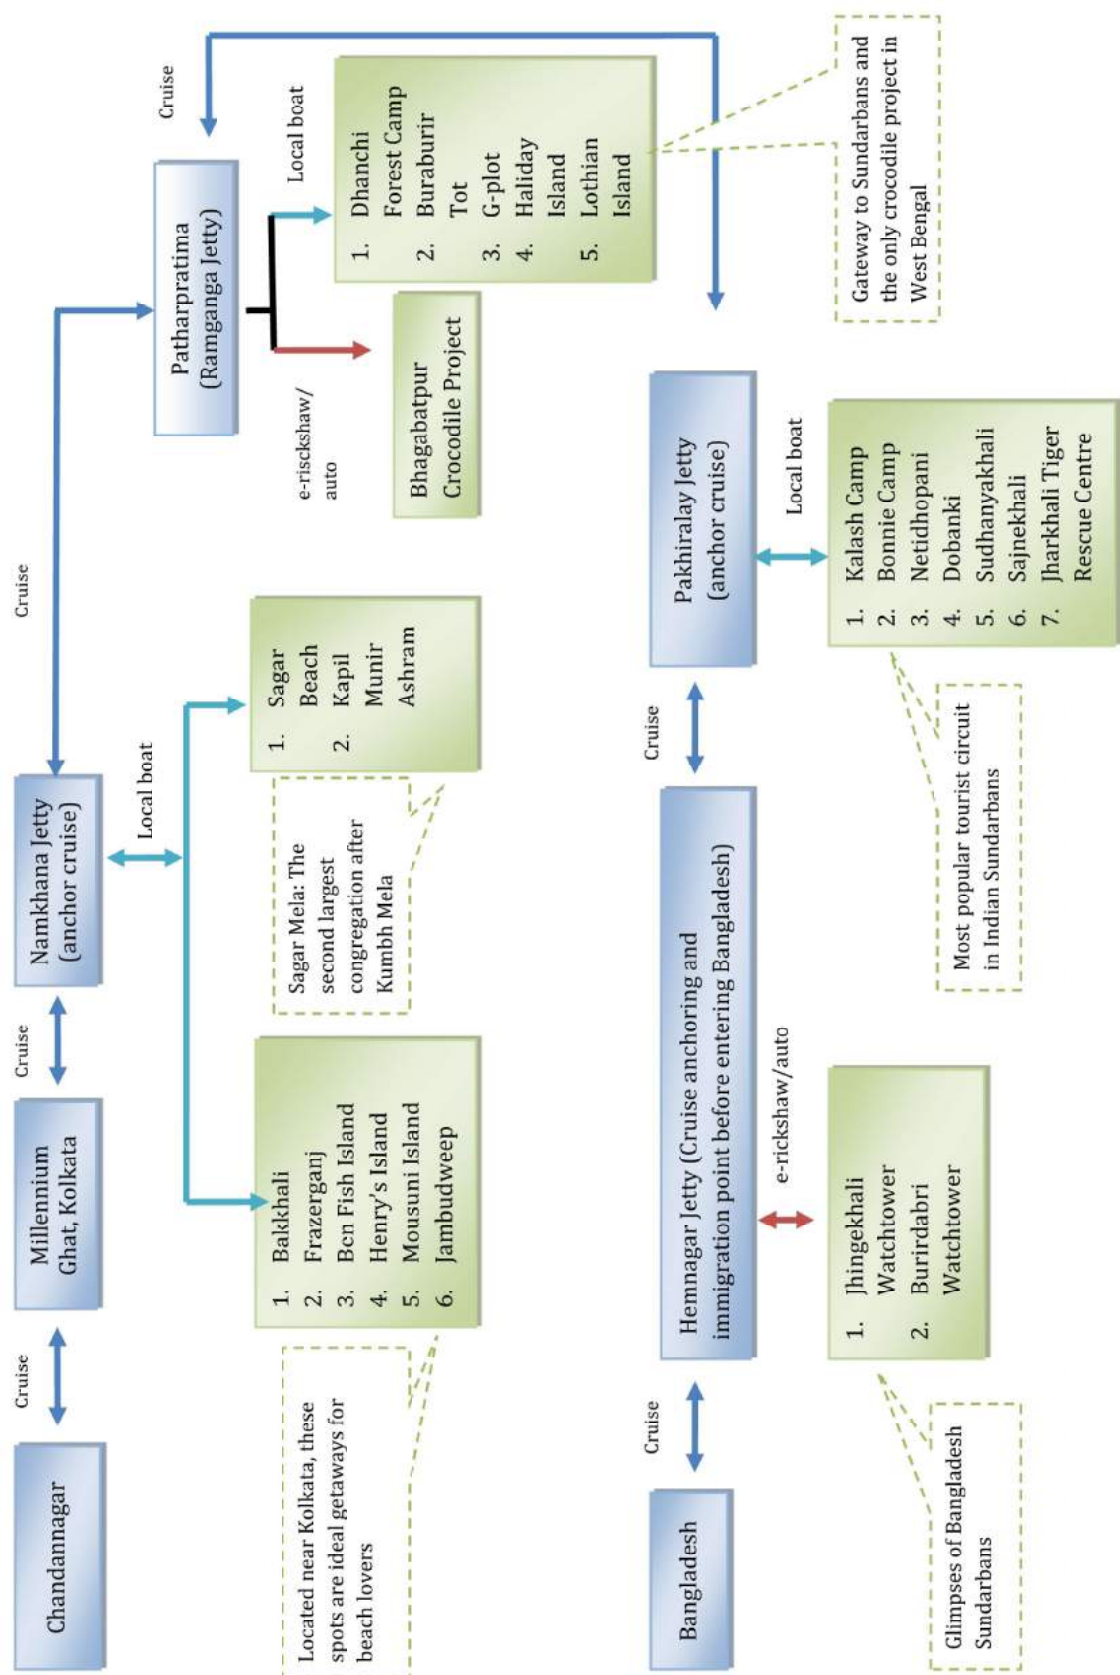 Chandannagar
Cruise
Millennium
Ghat, Kolkata
Cruise
Namkhana Jetty
(anchor cruise)
Cruise
Patharpratima
(Ramganga Jetty)
Cruise
Local boat
Located near Kolkata, these
spots are ideal getaways for
beach lovers
1. Bakkhali
2. Frazerganj
3. Ben Fish Island
4. Henry's Island
5. Mousuni Island
6. Jambudweep
Sagar Mela: The
second largest
congregation after
Kumbh Mela
1. Sagar
Beach
2. Kapil
Munir
Ashram
e-risckshaw/
auto
Local boat
Bhagabatpur
Crocodile Project
1. Dhanchi
Forest Camp
2. Buraburir
Tot
3. G-plot
4. Haliday
Island
5. Lothian
Island
Gateway to Sundarbans and
the only crocodile project in
West Bengal
Bangladesh
Cruise
Hemnagar Jetty (Cruise anchoring and
immigration point before entering Bangladesh)
Cruise
Pakhiralay Jetty
(anchor cruise)
e-rickshaw/auto
Local boat
Glimpses of Bangladesh
Sundarbans
1. Jhingekhali
Watchtower
2. Burirdabri
Watchtower
Most popular tourist circuit
in Indian Sundarbans
1. Kalash Camp
2. Bonnie Camp
3. Netidhopani
4. Dobanki
5. Sudhanyakhali
6. Sajnekhali
7. Jharkhali Tiger
Rescue Centre